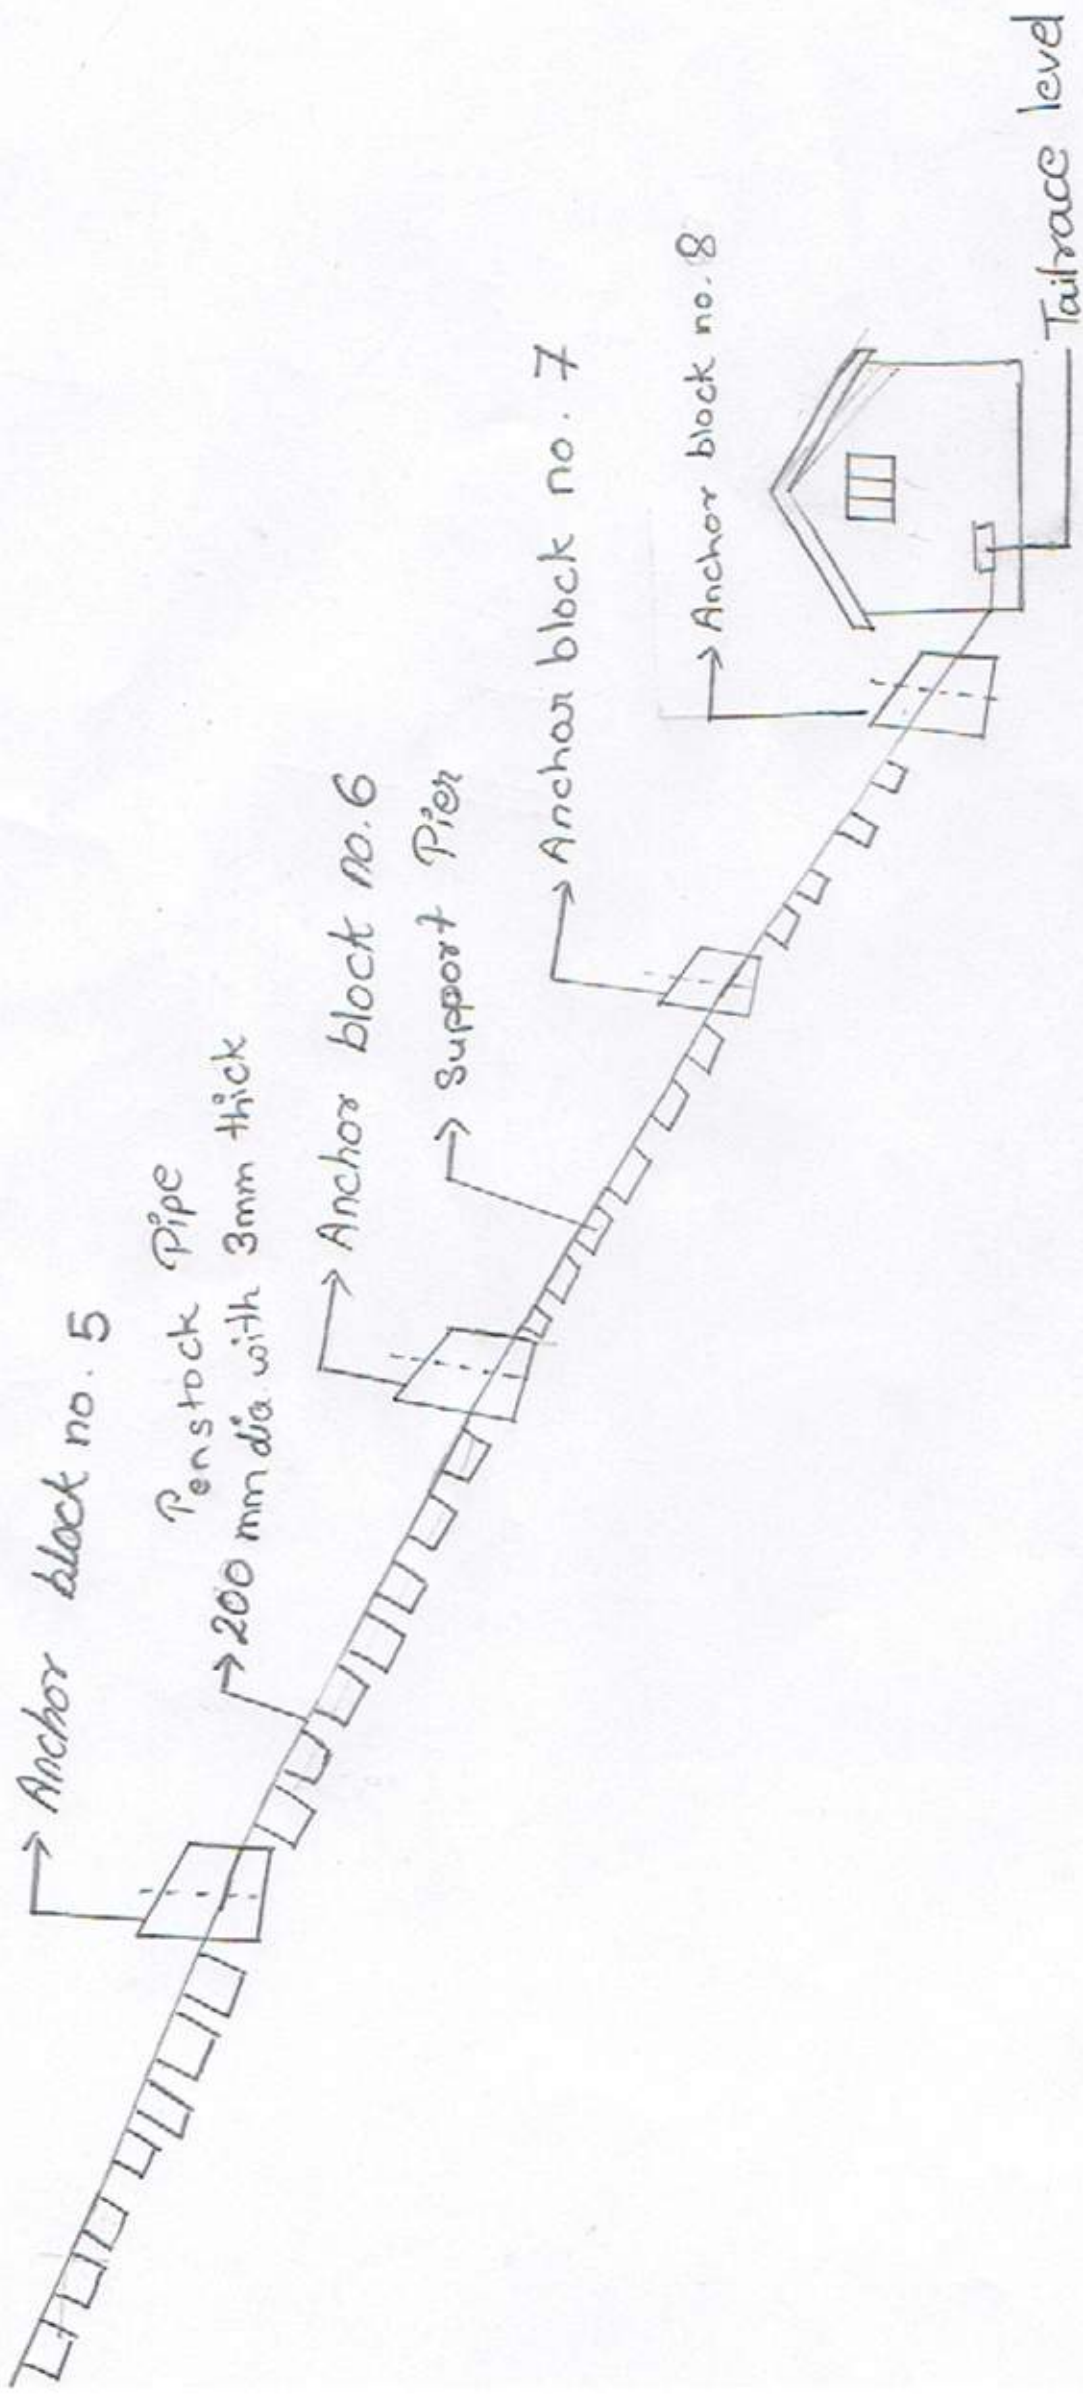 Anchor block no. 5
Penstock Pipe
200 mm dia. with 3mm thick
Anchor block no. 6
Support Pier
Anchor block no. 7
Anchor block no. 8
Tailrace level